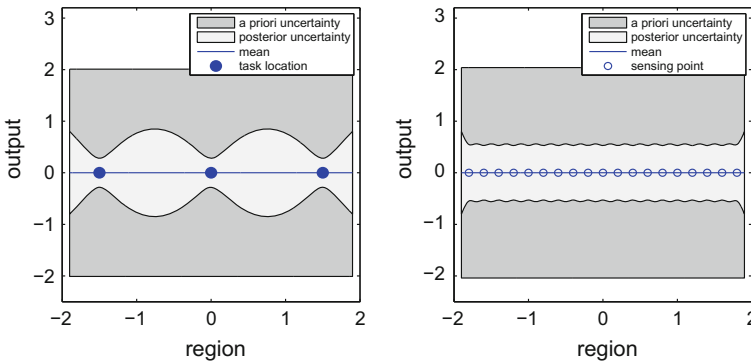 3
a priori uncertainty
posterior uncertainty
mean
task location
2
1
0
−1
−2
output
−2
−1
0
1
2
region
3
a priori uncertainty
posterior uncertainty
mean
sensing point
2
1
0
−1
−2
output
−2
−1
0
1
2
region